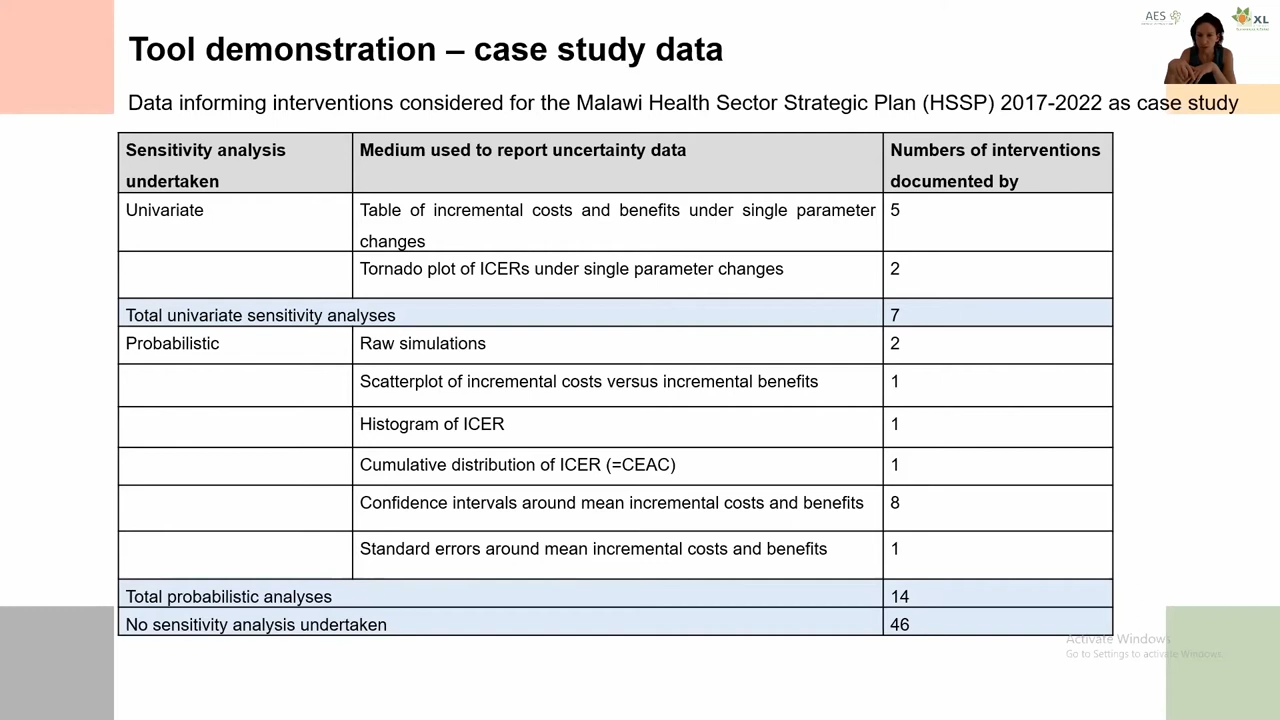 AES
XL
Tool demonstration – case study data
Data informing interventions considered for the Malawi Health Sector Strategic Plan (HSSP) 2017-2022 as case study
Sensitivity analysis undertaken
Medium used to report uncertainty data
Numbers of interventions documented by
Univariate
Table of incremental costs and benefits under single parameter changes
5
Tornado plot of ICERs under single parameter changes
2
Total univariate sensitivity analyses
7
Probabilistic
Raw simulations
2
Scatterplot of incremental costs versus incremental benefits
1
Histogram of ICER
1
Cumulative distribution of ICER (=CEAC)
1
Confidence intervals around mean incremental costs and benefits
8
Standard errors around mean incremental costs and benefits
1
Total probabilistic analyses
14
No sensitivity analysis undertaken
46
Activate Windows
Go to Settings to activate Windows.